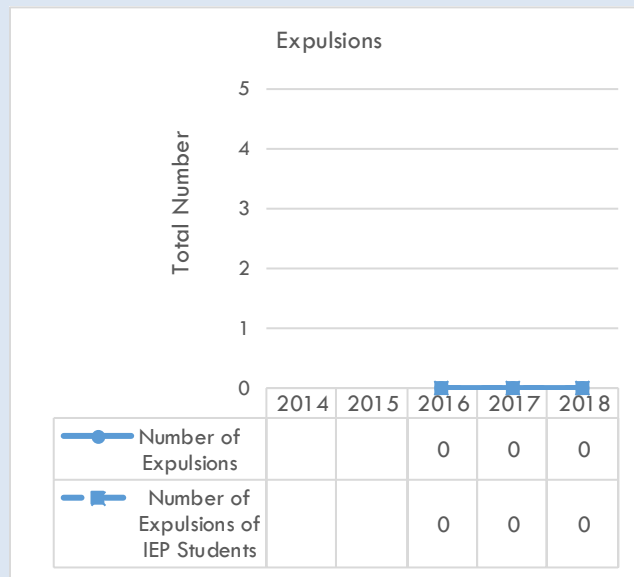 Expulsions
Total Number
5
4
3
2
1
0
2014 2015 2016 2017 2018
Number of
Expulsions
0 0 0
Number of
Expulsions of
IEP Students
0 0 0